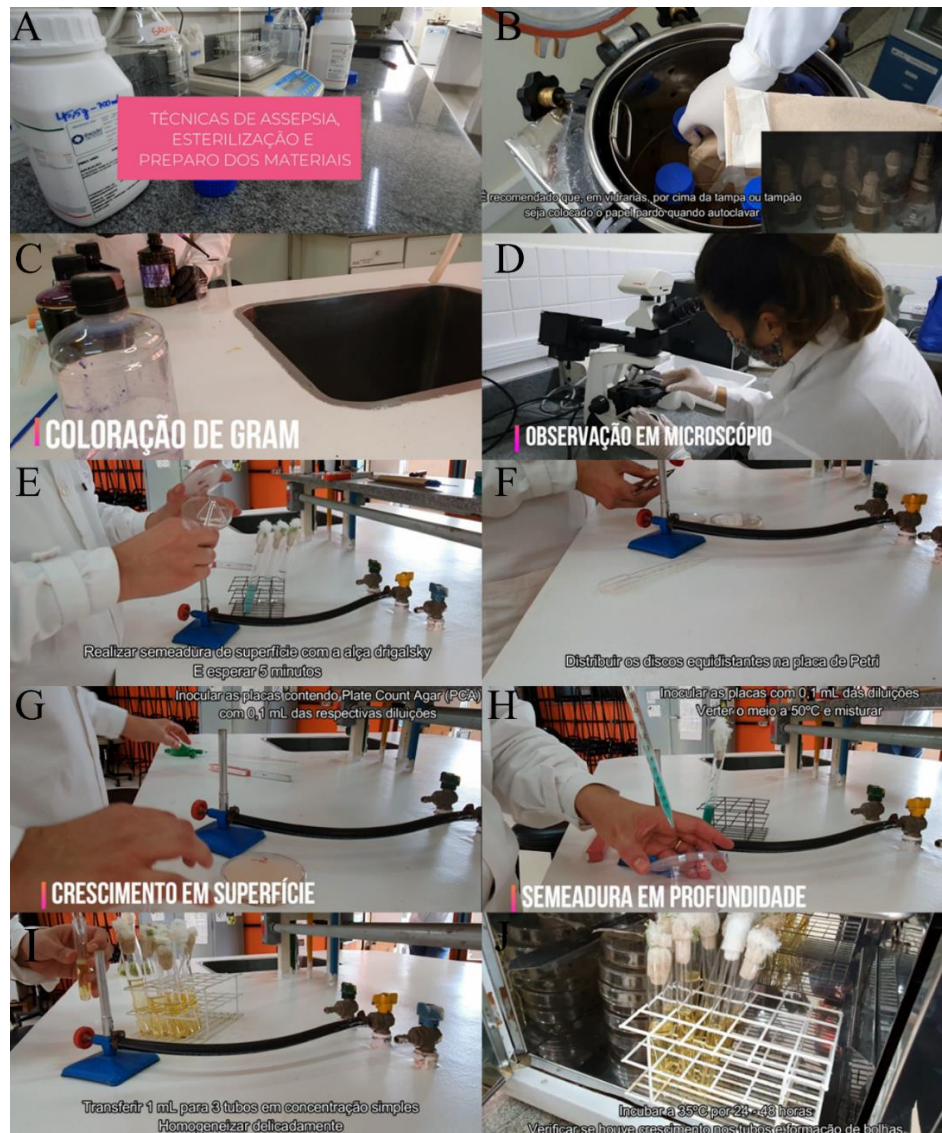 A
TÉCNICAS DE ASSEPSIA,
ESTERILIZAÇÃO E
PREPARO DOS MATERIAIS
B
É recomendado que, em vidrarias, por cima da tampa ou tampão
seja colocado o papel pardo quando autoclavar
C
COLORAÇÃO DE GRAM
D
OBSERVAÇÃO EM MICROSCÓPIO
E
Realizar semeadura de superfície com a alça drigalsky
E esperar 5 minutos
F
Distribuir os discos equidistantes na placa de Petri
G
Inocular as placas contendo Plate Count Agar (PCA)
com 0,1 mL das respectivas diluições
CRESCIMENTO EM SUPERFÍCIE
H
Inocular as placas com 0,1 mL das diluições
Verter o meio a 50ºC e misturar
SEMEADURA EM PROFUNDIDADE
I
Transferir 1 mL para 3 tubos em concentração simples
Homogeneizar delicadamente
J
Incubar a 35ºC por 24 - 48 horas
Verificar se houve crescimento nos tubos e formação de bolhas.